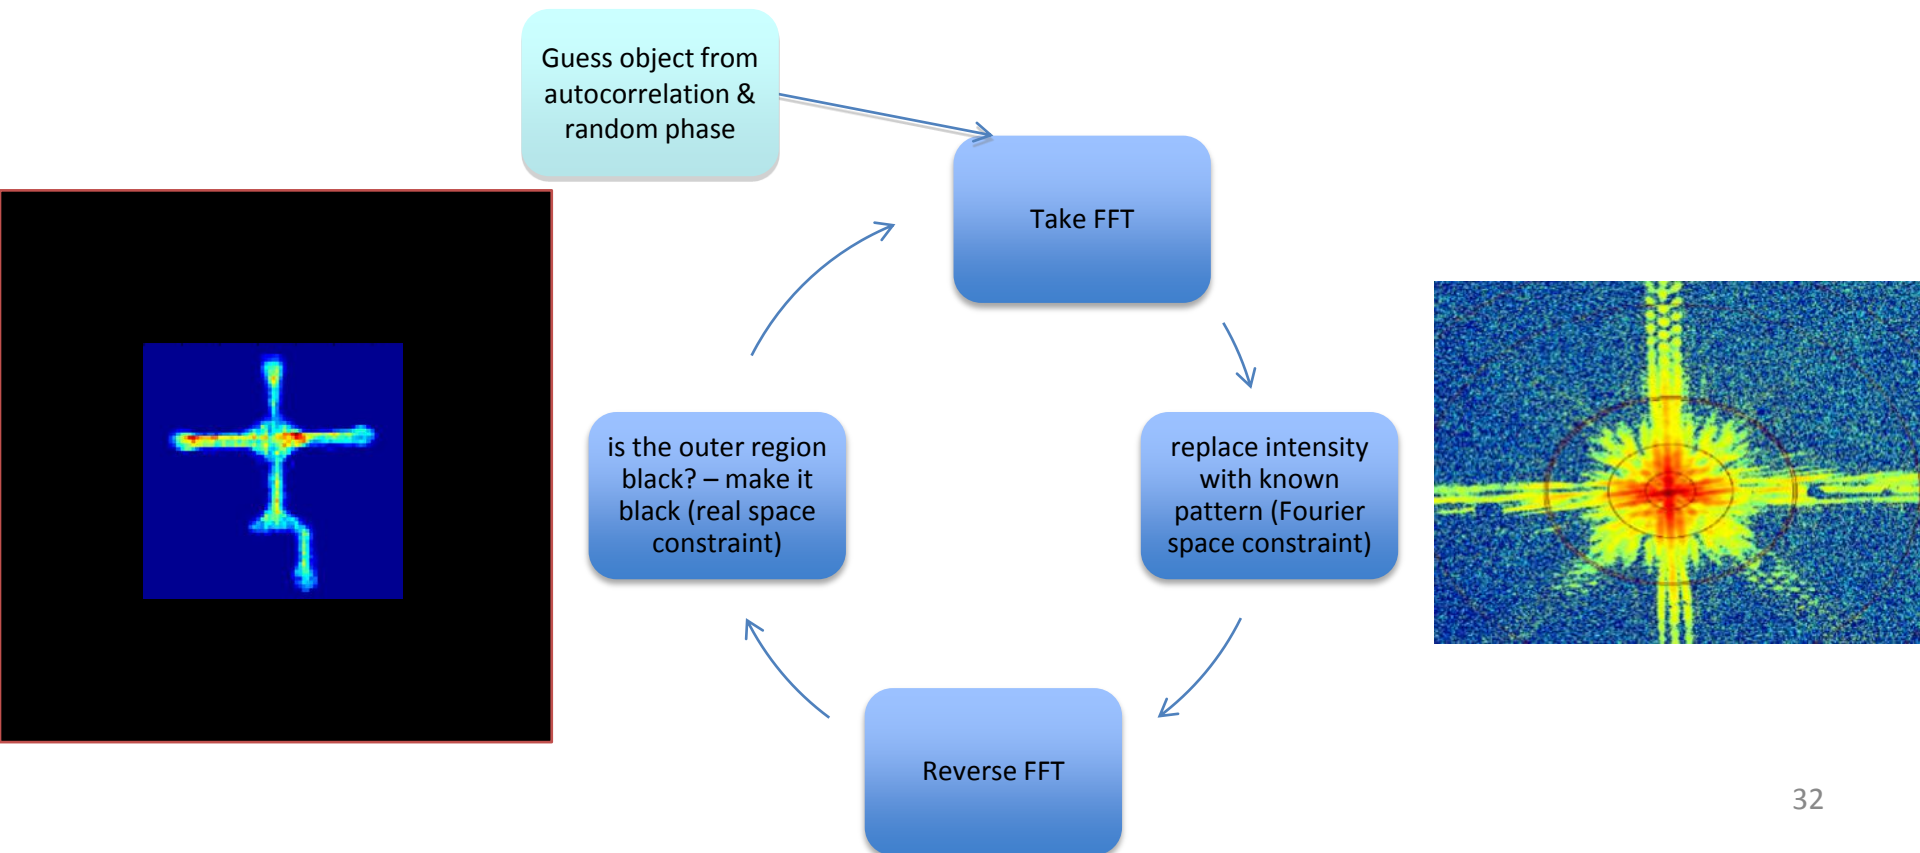 Guess object from
autocorrelation &
random phase
Take FFT
replace intensity
with known
pattern (Fourier
space constraint)
Reverse FFT
is the outer region
black? – make it
black (real space
constraint)
32